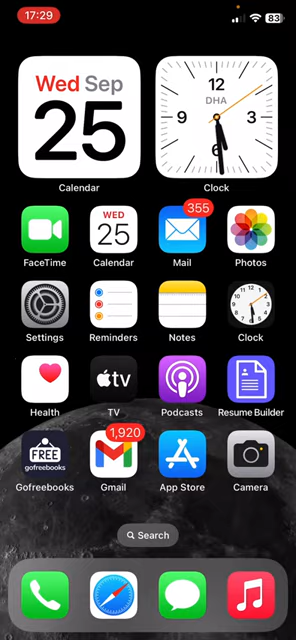 17:29
83
Wed Sep
25
12
DHA
9
3
6
Calendar
Clock
WED
25
355
FaceTime
Calendar
Mail
Photos
Settings
Reminders
Notes
Clock
tv
Health
TV
Podcasts
Resume Builder
FREE
gofreebooks
1,920
Gofreebooks
Gmail
App Store
Camera
Search